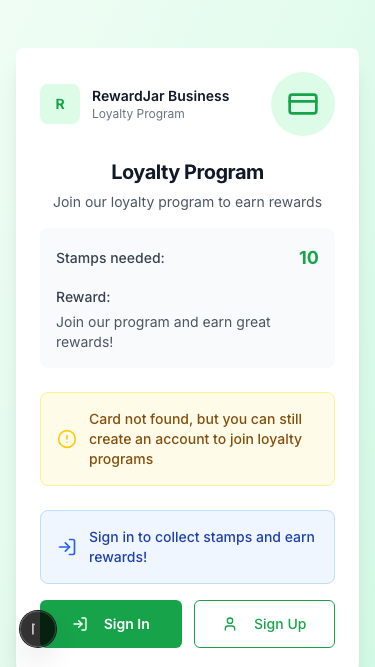 R
RewardJar Business
Loyalty Program
Loyalty Program
Join our loyalty program to earn rewards
Stamps needed: 10
Reward:
Join our program and earn great
rewards!
Card not found, but you can still
create an account to join loyalty
programs
Sign in to collect stamps and earn
rewards!
Sign In Sign Up